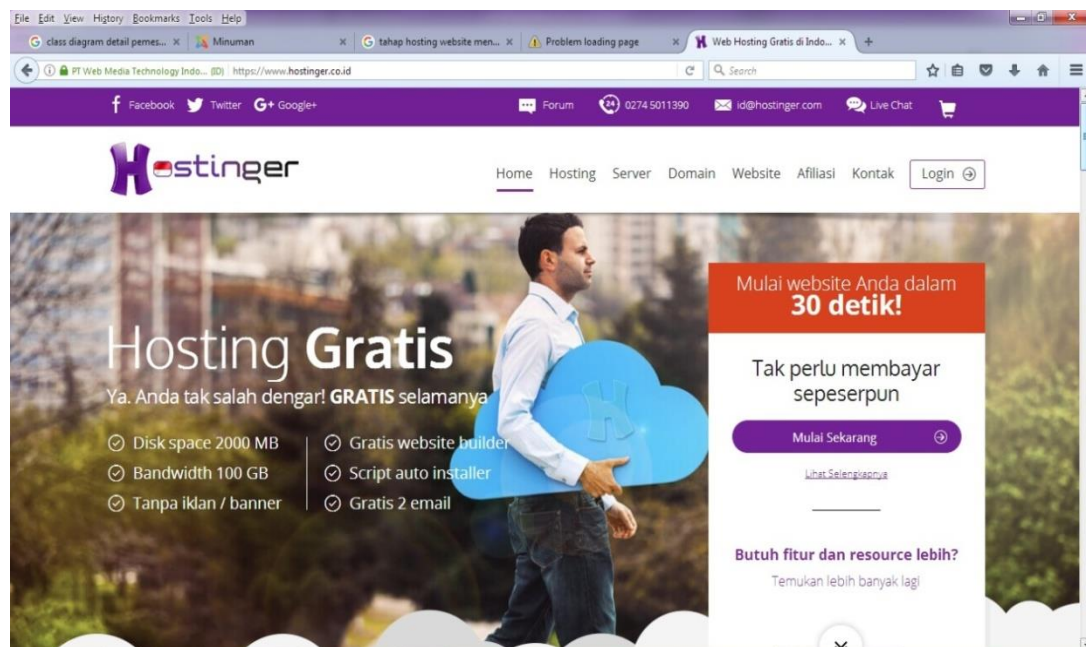 File Edit View History Bookmarks Tools Help
class diagram detail pemes... Minuman tahap hosting website men... Problem loading page Web Hosting Gratis di Indo...
PT Web Media Technology Indo... (ID) https://www.hostinger.co.id Search
Facebook Twitter G+ Google+ Forum 24 0274 5011390 id@hostinger.com Live Chat
Hostinger
Home Hosting Server Domain Website Afiliasi Kontak Login
Mulai website Anda dalam
30 detik!
Hosting Gratis
Ya. Anda tak salah dengar! GRATIS selamanya
Disk space 2000 MB
Bandwidth 100 GB
Tanpa iklan / banner
Gratis website builder
Script auto installer
Gratis 2 email
Tak perlu membayar
sepeserpun
Mulai Sekarang
Lihat Selengkapnya
Butuh fitur dan resource lebih?
Temukan lebih banyak lagi